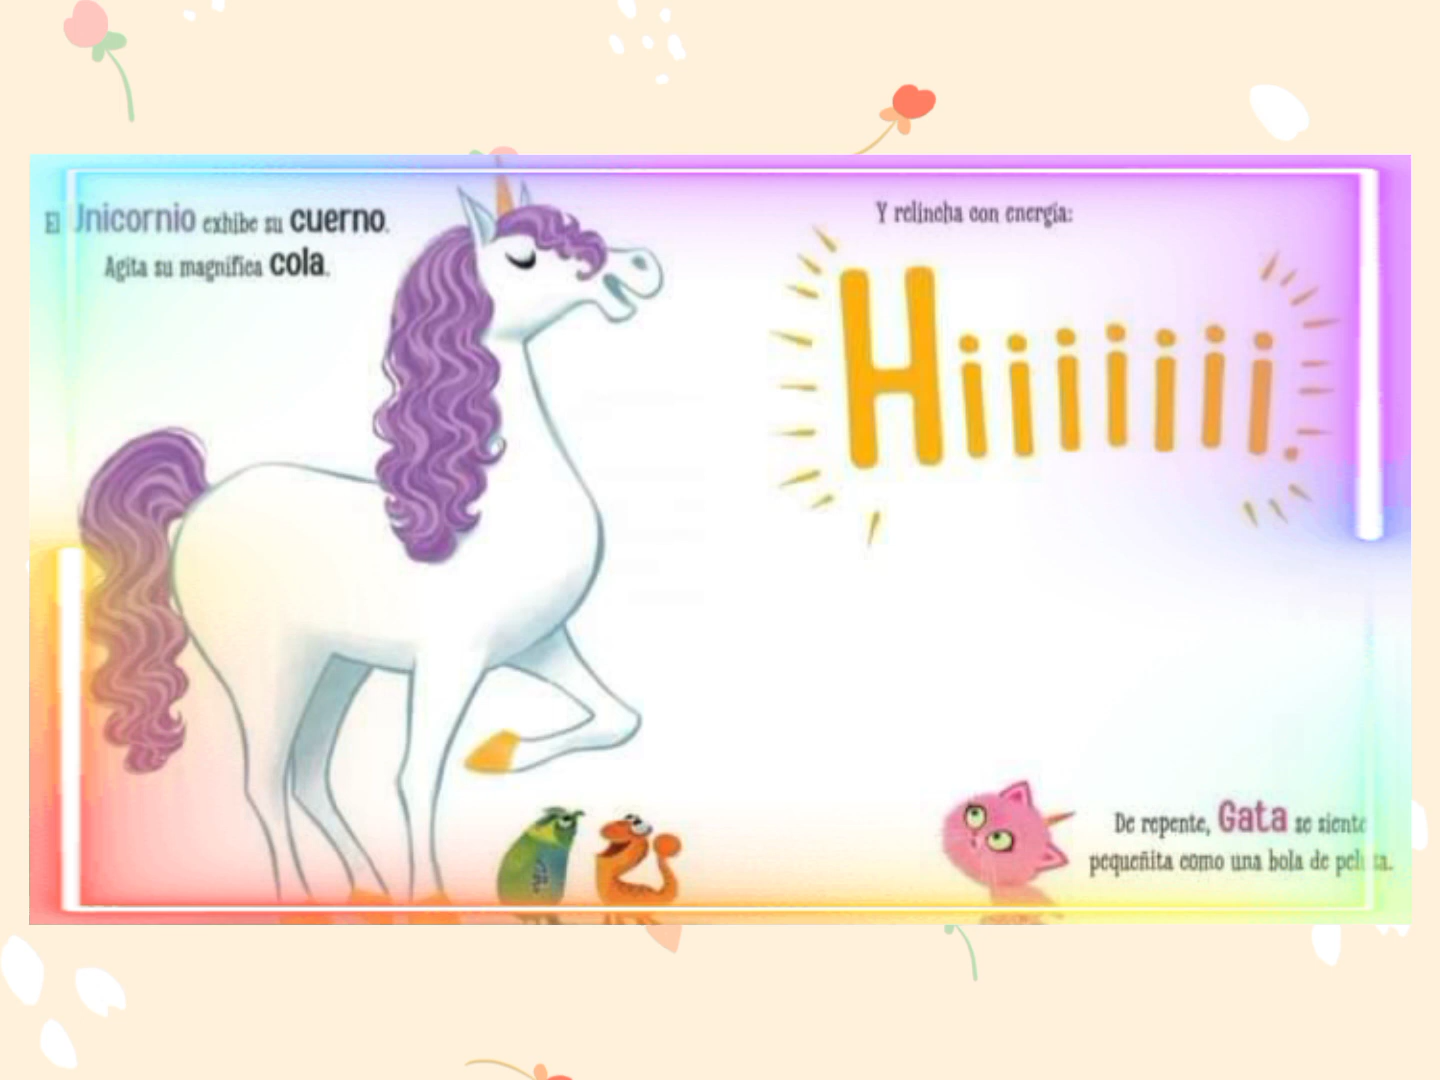 El Unicornio exhibe su cuerno.
Agita su magnífica cola.
Y relincha con energía:
Hiiiiiii.
De repente, Gata se siente
pequeñita como una bola de pelusa.